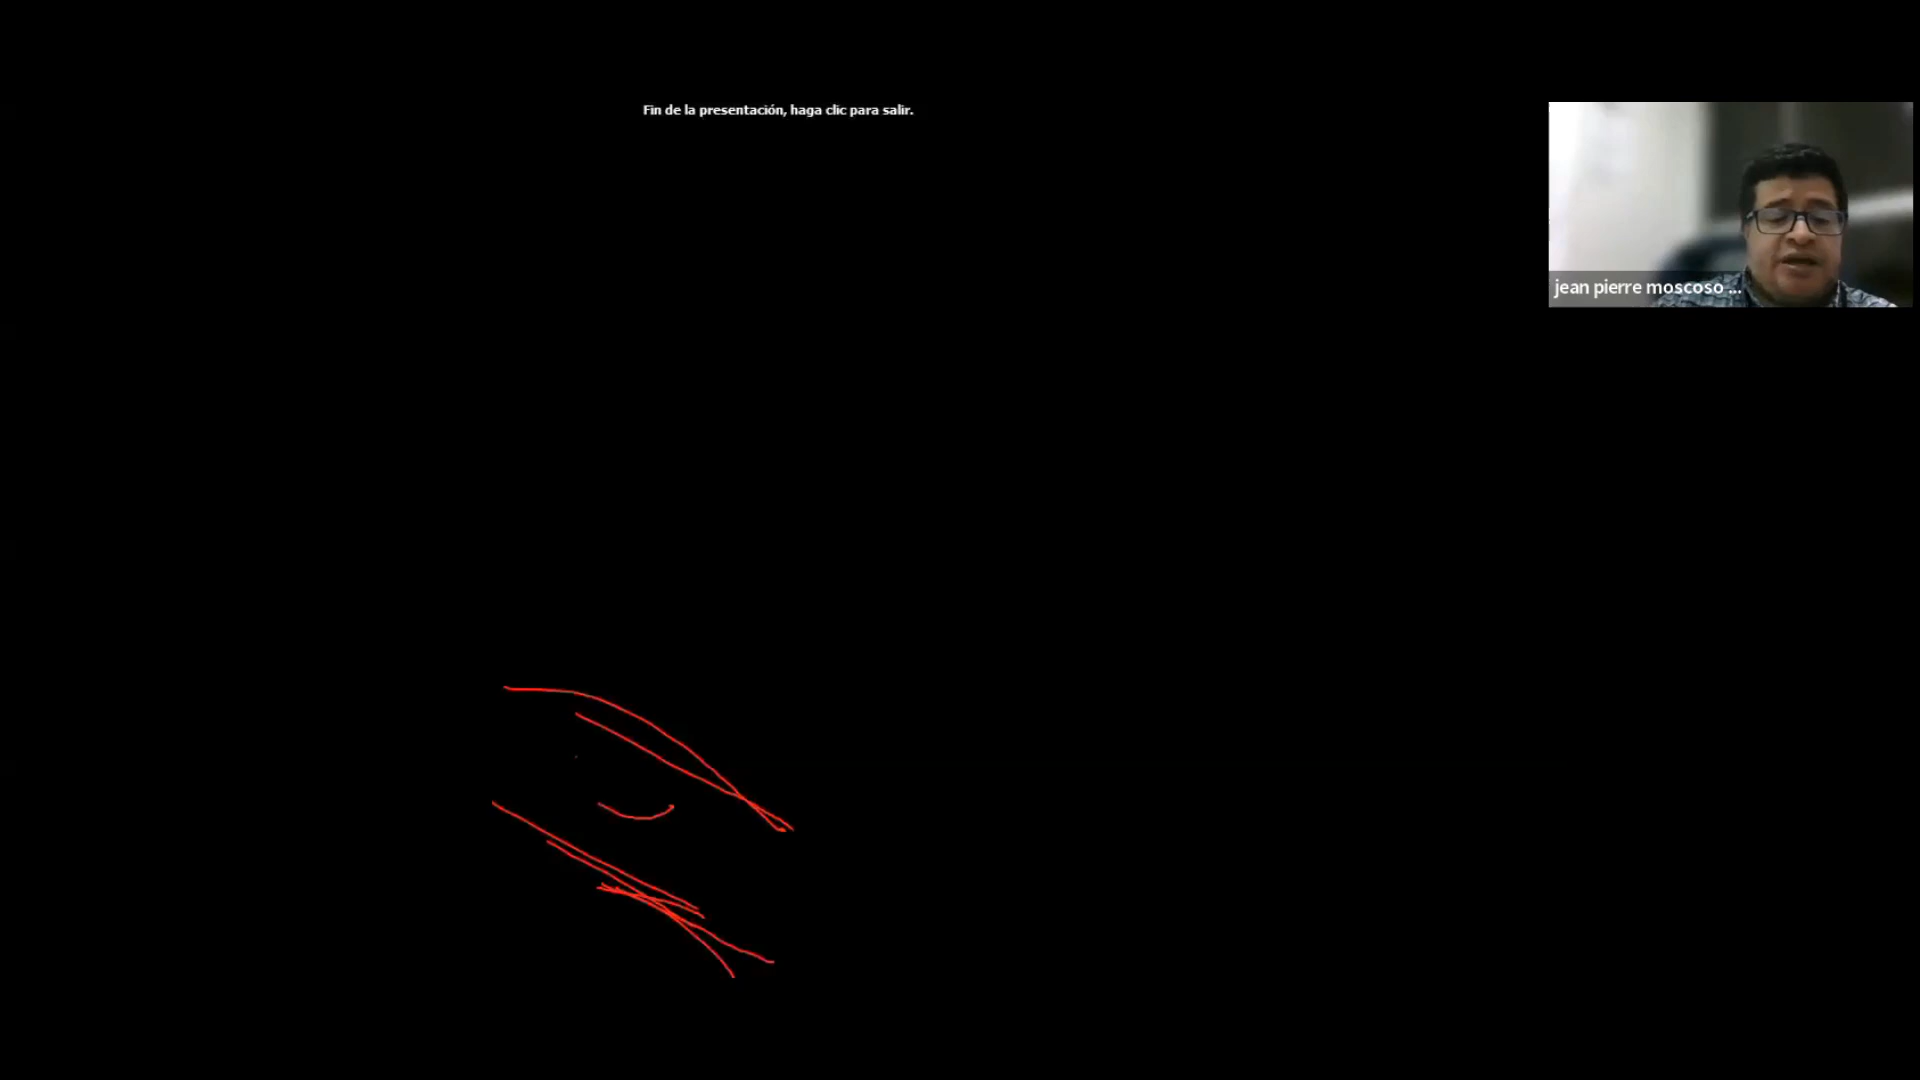 Fin de la presentación, haga clic para salir.
jean pierre moscoso ...